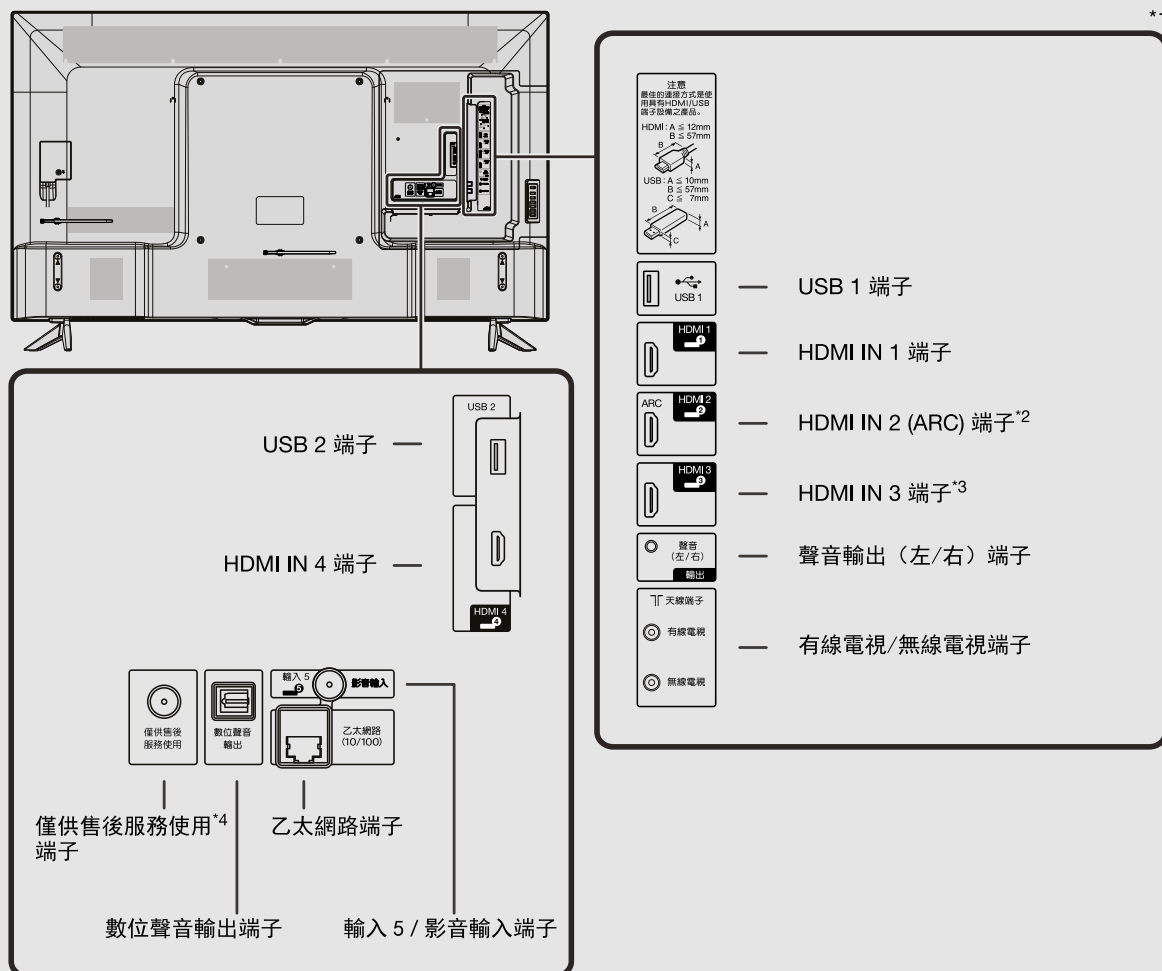 *1
注意
最佳的連接方式是使
用具有HDMI/USB
端子設備之產品。
HDMI : A ≦ 12mm
B ≦ 57mm
B
A
USB : A ≦ 10mm
B ≦ 57mm
C ≦ 7mm
B
A
C
USB 1
USB 1 端子
HDMI 1
1
HDMI IN 1 端子
ARC
HDMI 2
2
HDMI IN 2 (ARC) 端子*2
HDMI 3
3
HDMI IN 3 端子*3
聲音
(左/右)
輸出
聲音輸出（左/右）端子
天線端子
有線電視
無線電視
有線電視/無線電視端子
USB 2
USB 2 端子
HDMI IN 4 端子
HDMI 4
4
僅供售後
服務使用
數位聲音
輸出
輸入 5
5
影音輸入
乙太網路
(10/100)
僅供售後服務使用*4
端子
乙太網路端子
數位聲音輸出端子
輸入 5 / 影音輸入端子